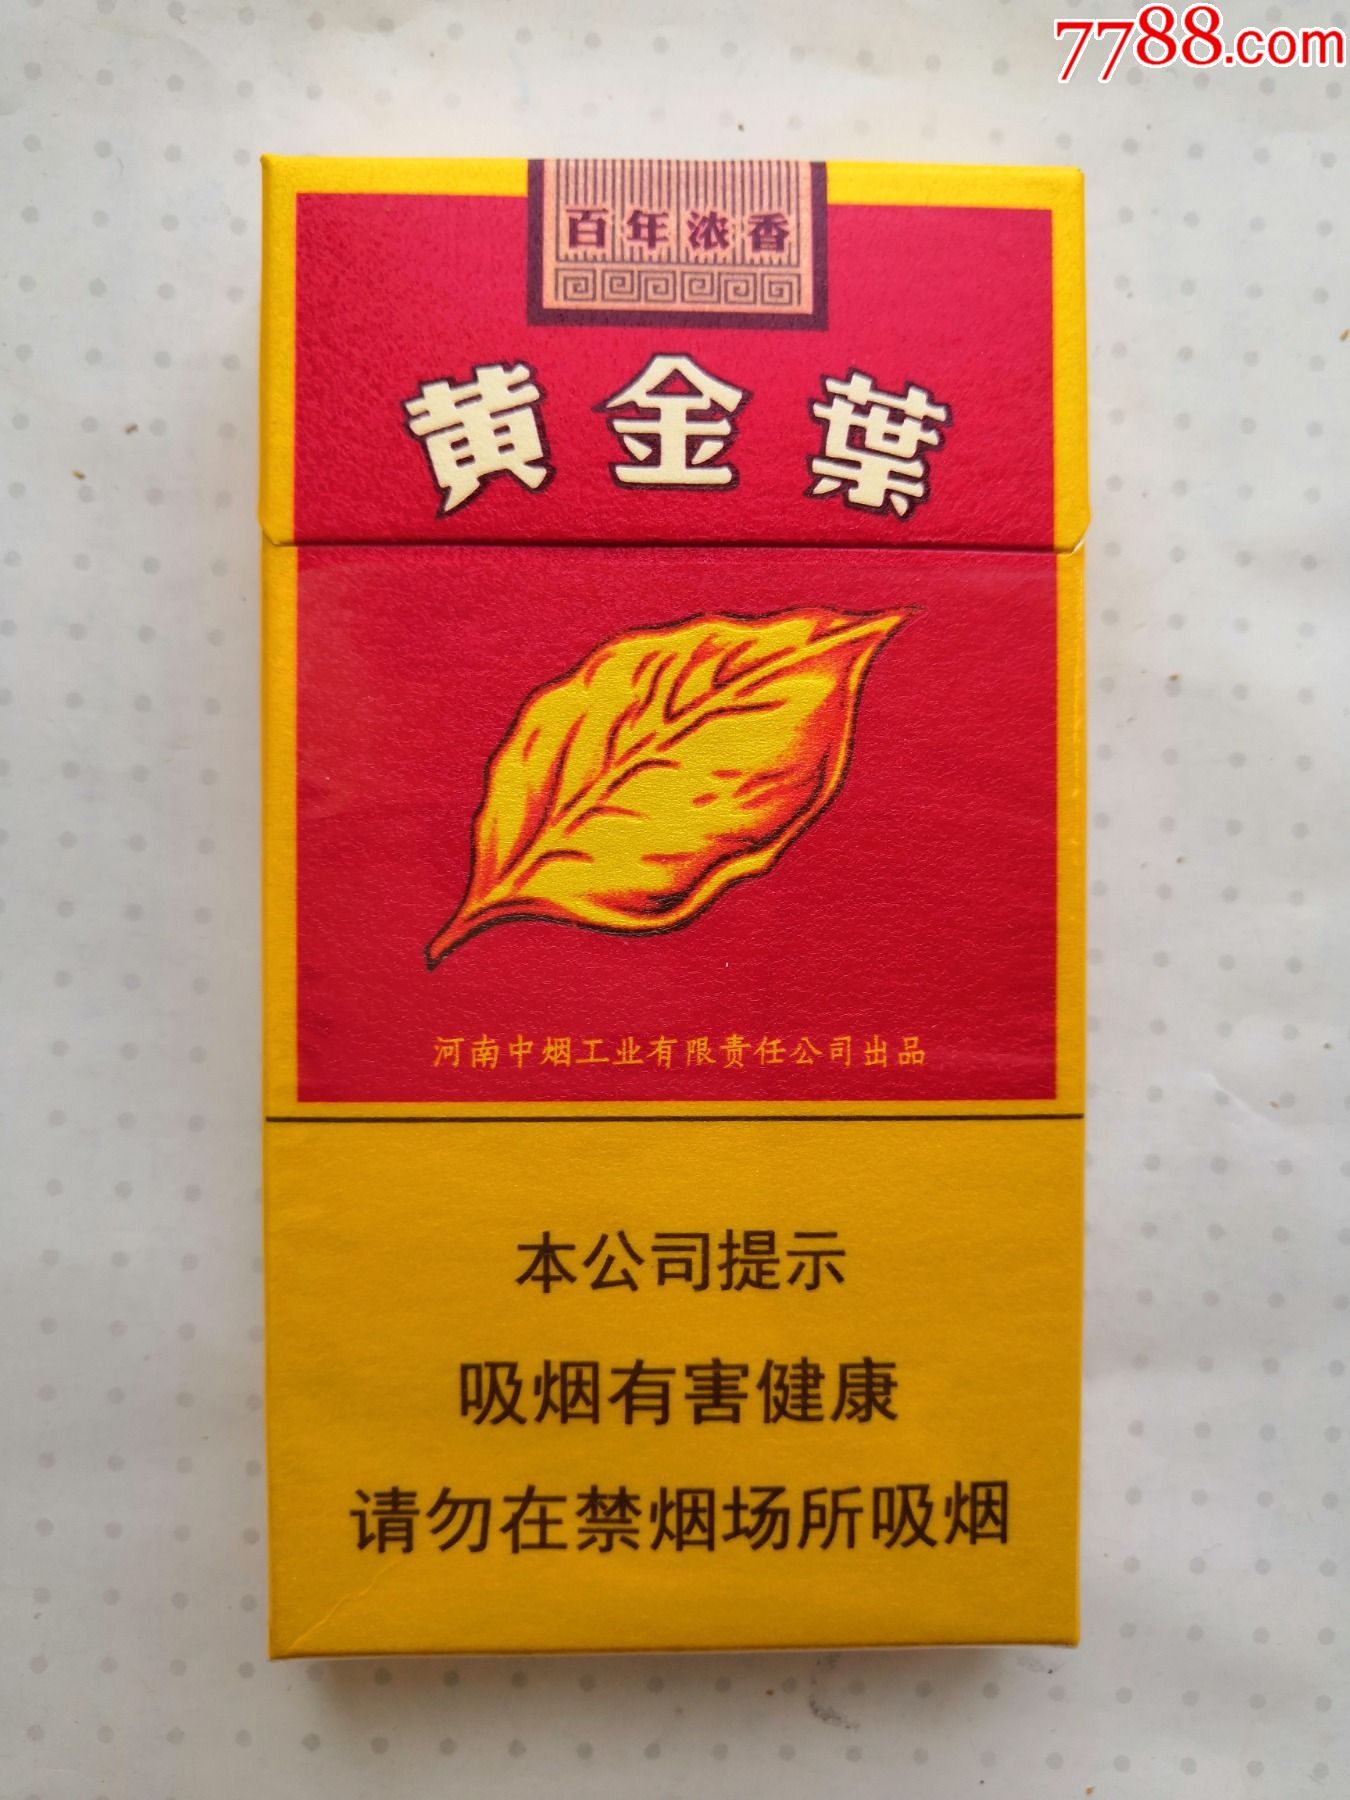 7788.com
百年浓香
黄金葉
河南中烟工业有限责任公司出品
本公司提示
吸烟有害健康
请勿在禁烟场所吸烟